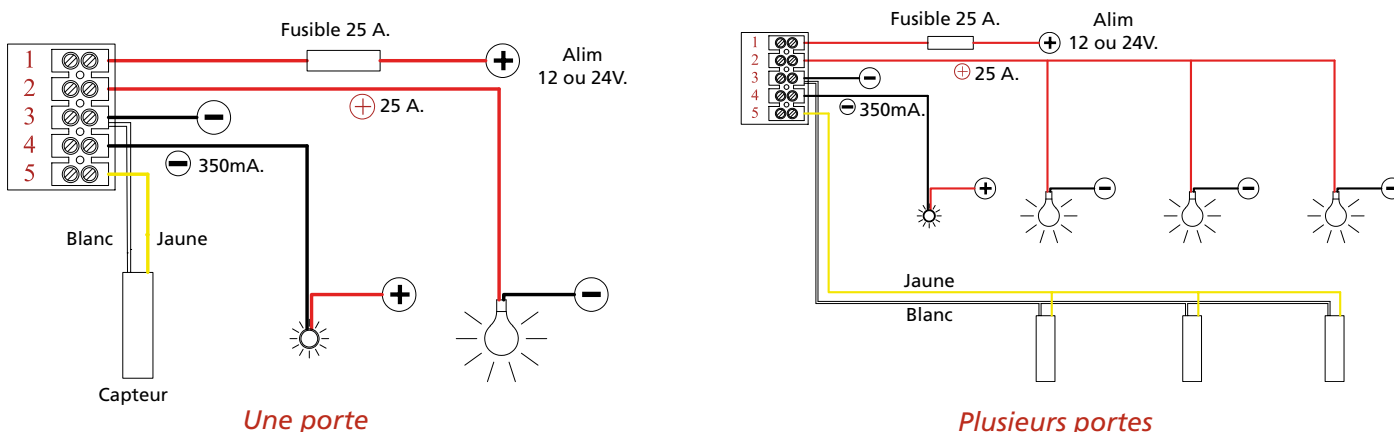 Fusible 25 A.
1
Alim
12 ou 24V.
2
25 A.
3
4
350mA.
5
Blanc
Jaune
Capteur
Une porte
Fusible 25 A.
Alim
12 ou 24V.
1
2
25 A.
3
4
350mA.
5
Jaune
Blanc
Plusieurs portes